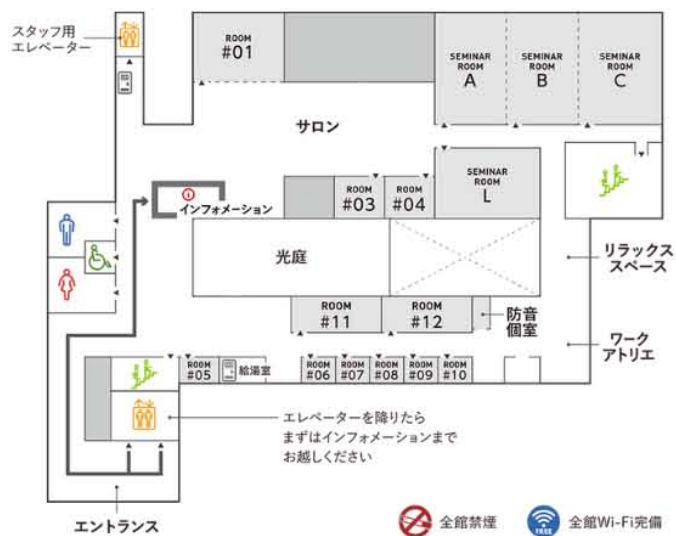 スタッフ用
エレベーター
ROOM
#01
SEMINAR
ROOM
A
SEMINAR
ROOM
B
SEMINAR
ROOM
C
サロン
インフォメーション
ROOM
#03
ROOM
#04
SEMINAR
ROOM
L
光庭
リラックス
スペース
ROOM
#11
ROOM
#12
防音
個室
ワーク
アトリエ
ROOM
#05
給湯室
ROOM
#06
ROOM
#07
ROOM
#08
ROOM
#09
ROOM
#10
エレベーターを降りたら
まずはインフォメーションまで
お越しください
エントランス
全館禁煙
FREE
全館Wi-Fi完備